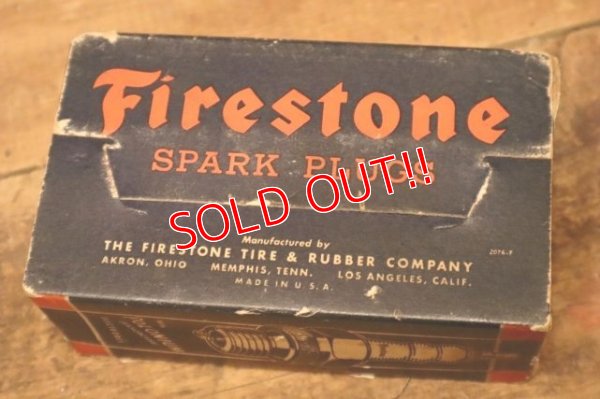 Firestone
SPARK PLUGS
SOLD OUT!!
Manufactured by
THE FIRESTONE TIRE & RUBBER COMPANY
AKRON, OHIO MEMPHIS, TENN. LOS ANGELES, CALIF.
MADE IN U.S.A.